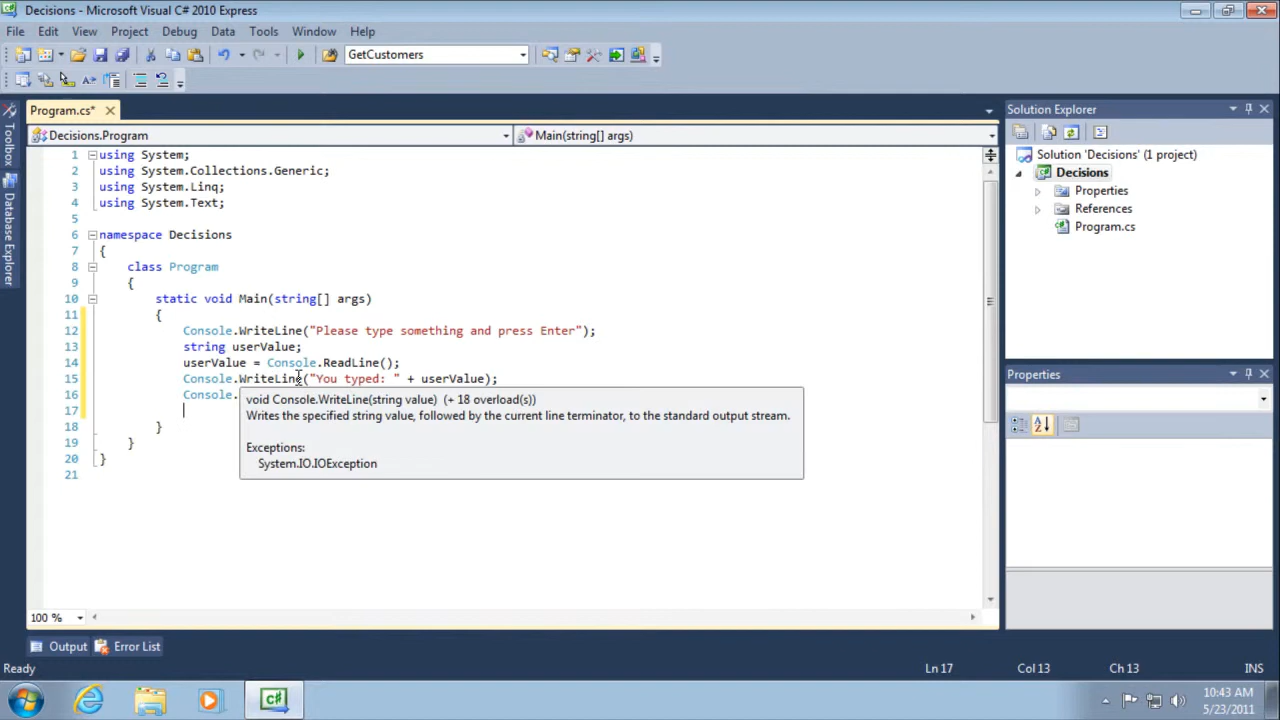 Decisions - Microsoft Visual C# 2010 Express
File Edit View Project Debug Data Tools Window Help
GetCustomers
Program.cs*
Decisions.Program
Main(string[] args)
1 using System;
2 using System.Collections.Generic;
3 using System.Linq;
4 using System.Text;
5
6 namespace Decisions
7 {
8 class Program
9 {
10 static void Main(string[] args)
11 {
12 Console.WriteLine("Please type something and press Enter");
13 string userValue;
14 userValue = Console.ReadLine();
15 Console.WriteLine("You typed: " + userValue);
16 Console.
17
18 }
19 }
20 }
21
void Console.WriteLine(string value) (+ 18 overload(s))
Writes the specified string value, followed by the current line terminator, to the standard output stream.
Exceptions:
System.IO.IOException
100 %
Toolbox
Database Explorer
Solution Explorer
Solution 'Decisions' (1 project)
Decisions
Properties
References
Program.cs
Properties
Output Error List
Ready Ln 17 Col 13 Ch 13 INS
C#
10:43 AM
5/23/2011